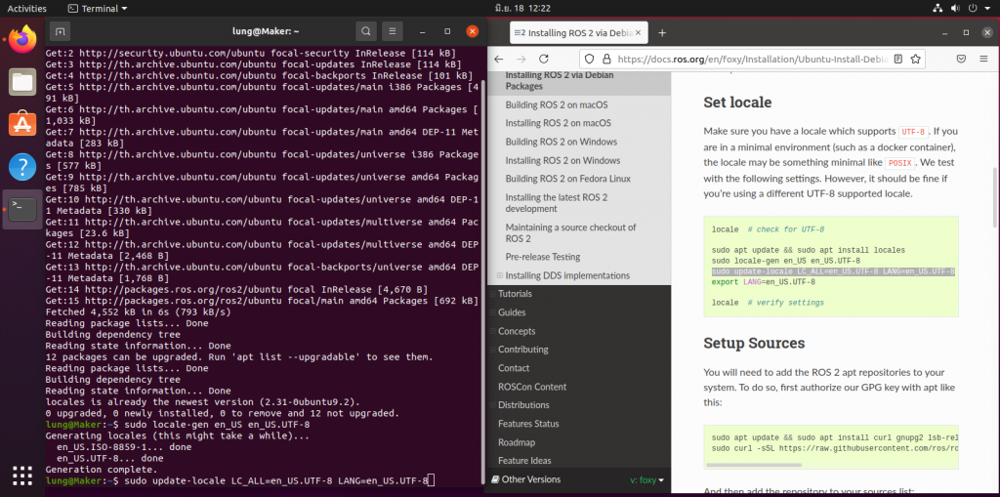 Activities
Terminal
มิ.ย. 18 12:22
lung@Maker: ~
Get:2 http://security.ubuntu.com/ubuntu focal-security InRelease [114 kB]
Get:3 http://th.archive.ubuntu.com/ubuntu focal-updates InRelease [114 kB]
Get:4 http://th.archive.ubuntu.com/ubuntu focal-backports InRelease [101 kB]
Get:5 http://th.archive.ubuntu.com/ubuntu focal-updates/main i386 Packages [4
91 kB]
Get:6 http://th.archive.ubuntu.com/ubuntu focal-updates/main amd64 Packages [
1,033 kB]
Get:7 http://th.archive.ubuntu.com/ubuntu focal-updates/main amd64 DEP-11 Met
adata [283 kB]
Get:8 http://th.archive.ubuntu.com/ubuntu focal-updates/universe i386 Package
s [577 kB]
Get:9 http://th.archive.ubuntu.com/ubuntu focal-updates/universe amd64 Packag
es [785 kB]
Get:10 http://th.archive.ubuntu.com/ubuntu focal-updates/universe amd64 DEP-1
1 Metadata [330 kB]
Get:11 http://th.archive.ubuntu.com/ubuntu focal-updates/multiverse amd64 Pac
kages [23.6 kB]
Get:12 http://th.archive.ubuntu.com/ubuntu focal-updates/multiverse amd64 DEP
-11 Metadata [2,468 B]
Get:13 http://th.archive.ubuntu.com/ubuntu focal-backports/universe amd64 DEP
-11 Metadata [1,768 B]
Get:14 http://packages.ros.org/ros2/ubuntu focal InRelease [4,670 B]
Get:15 http://packages.ros.org/ros2/ubuntu focal/main amd64 Packages [692 kB]
Fetched 4,552 kB in 6s (793 kB/s)
Reading package lists... Done
Building dependency tree
Reading state information... Done
12 packages can be upgraded. Run 'apt list --upgradable' to see them.
Reading package lists... Done
Building dependency tree
Reading state information... Done
locales is already the newest version (2.31-0ubuntu9.2).
0 upgraded, 0 newly installed, 0 to remove and 12 not upgraded.
lung@Maker:~$ sudo locale-gen en_US en_US.UTF-8
Generating locales (this might take a while)...
en_US.ISO-8859-1... done
en_US.UTF-8... done
Generation complete.
lung@Maker:~$ sudo update-locale LC_ALL=en_US.UTF-8 LANG=en_US.UTF-8
Installing ROS 2 via Debia
https://docs.ros.org/en/foxy/Installation/Ubuntu-Install-Debia
Installing ROS 2 via Debian
Packages
Building ROS 2 on macOS
Installing ROS 2 on macOS
Building ROS 2 on Windows
Installing ROS 2 on Windows
Building ROS 2 on Fedora Linux
Installing the latest ROS 2
development
Maintaining a source checkout of
ROS 2
Pre-release Testing
Installing DDS implementations
Tutorials
Guides
Concepts
Contributing
Contact
ROSCon Content
Distributions
Features Status
Roadmap
Feature Ideas
Other Versions
v: foxy
Set locale
Make sure you have a locale which supports UTF-8 . If you
are in a minimal environment (such as a docker container),
the locale may be something minimal like POSIX . We test
with the following settings. However, it should be fine if
you're using a different UTF-8 supported locale.
locale # check for UTF-8
sudo apt update && sudo apt install locales
sudo locale-gen en_US en_US.UTF-8
sudo update-locale LC_ALL=en_US.UTF-8 LANG=en_US.UTF-8
export LANG=en_US.UTF-8
locale # verify settings
Setup Sources
You will need to add the ROS 2 apt repositories to your
system. To do so, first authorize our GPG key with apt like
this:
sudo apt update && sudo apt install curl gnupg2 lsb-rel
sudo curl -sSL https://raw.githubusercontent.com/ros/ro
And then add the repository to your sources list: